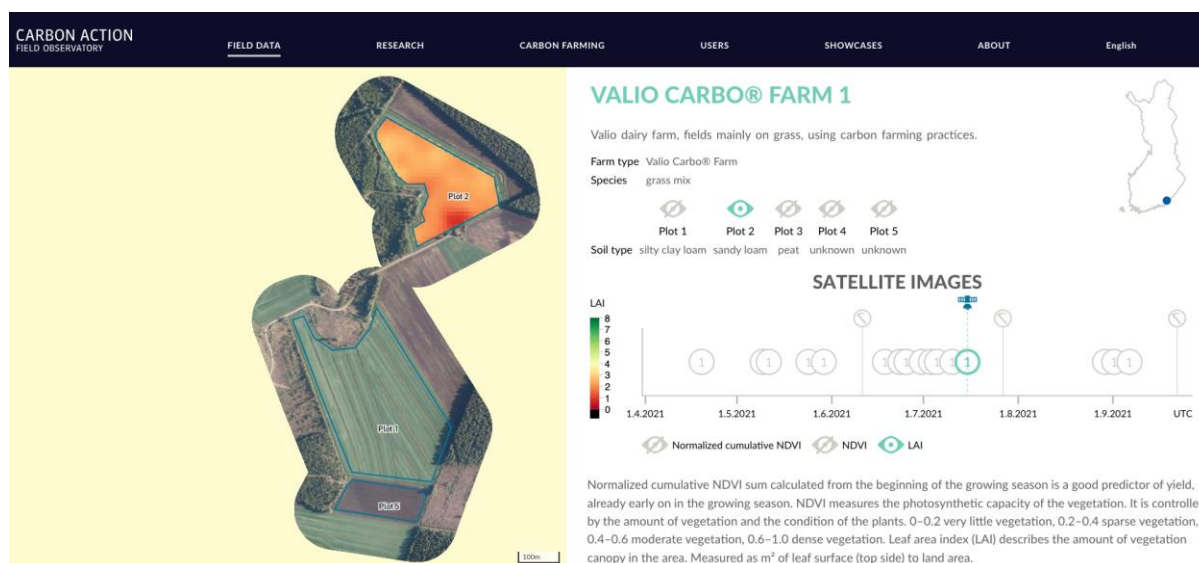 CARBON ACTION
FIELD OBSERVATORY
FIELD DATA
RESEARCH
CARBON FARMING
USERS
SHOWCASES
ABOUT
English
Plot 2
Plot 1
Plot 5
100m
VALIO CARBO® FARM 1
Valio dairy farm, fields mainly on grass, using carbon farming practices.
Farm type Valio Carbo® Farm
Species grass mix
Plot 1 Plot 2 Plot 3 Plot 4 Plot 5
Soil type silty clay loam sandy loam peat unknown unknown
SATELLITE IMAGES
LAI
8
7
6
5
4
3
2
1
0
1 1 1 1 1 1 1
1.4.2021 1.5.2021 1.6.2021 1.7.2021 1.8.2021 1.9.2021 UTC
Normalized cumulative NDVI NDVI LAI
Normalized cumulative NDVI sum calculated from the beginning of the growing season is a good predictor of yield,
already early on in the growing season. NDVI measures the photosynthetic capacity of the vegetation. It is controlle
by the amount of vegetation and the condition of the plants. 0–0.2 very little vegetation, 0.2–0.4 sparse vegetation,
0.4–0.6 moderate vegetation, 0.6–1.0 dense vegetation. Leaf area index (LAI) describes the amount of vegetation
canopy in the area. Measured as m² of leaf surface (top side) to land area.